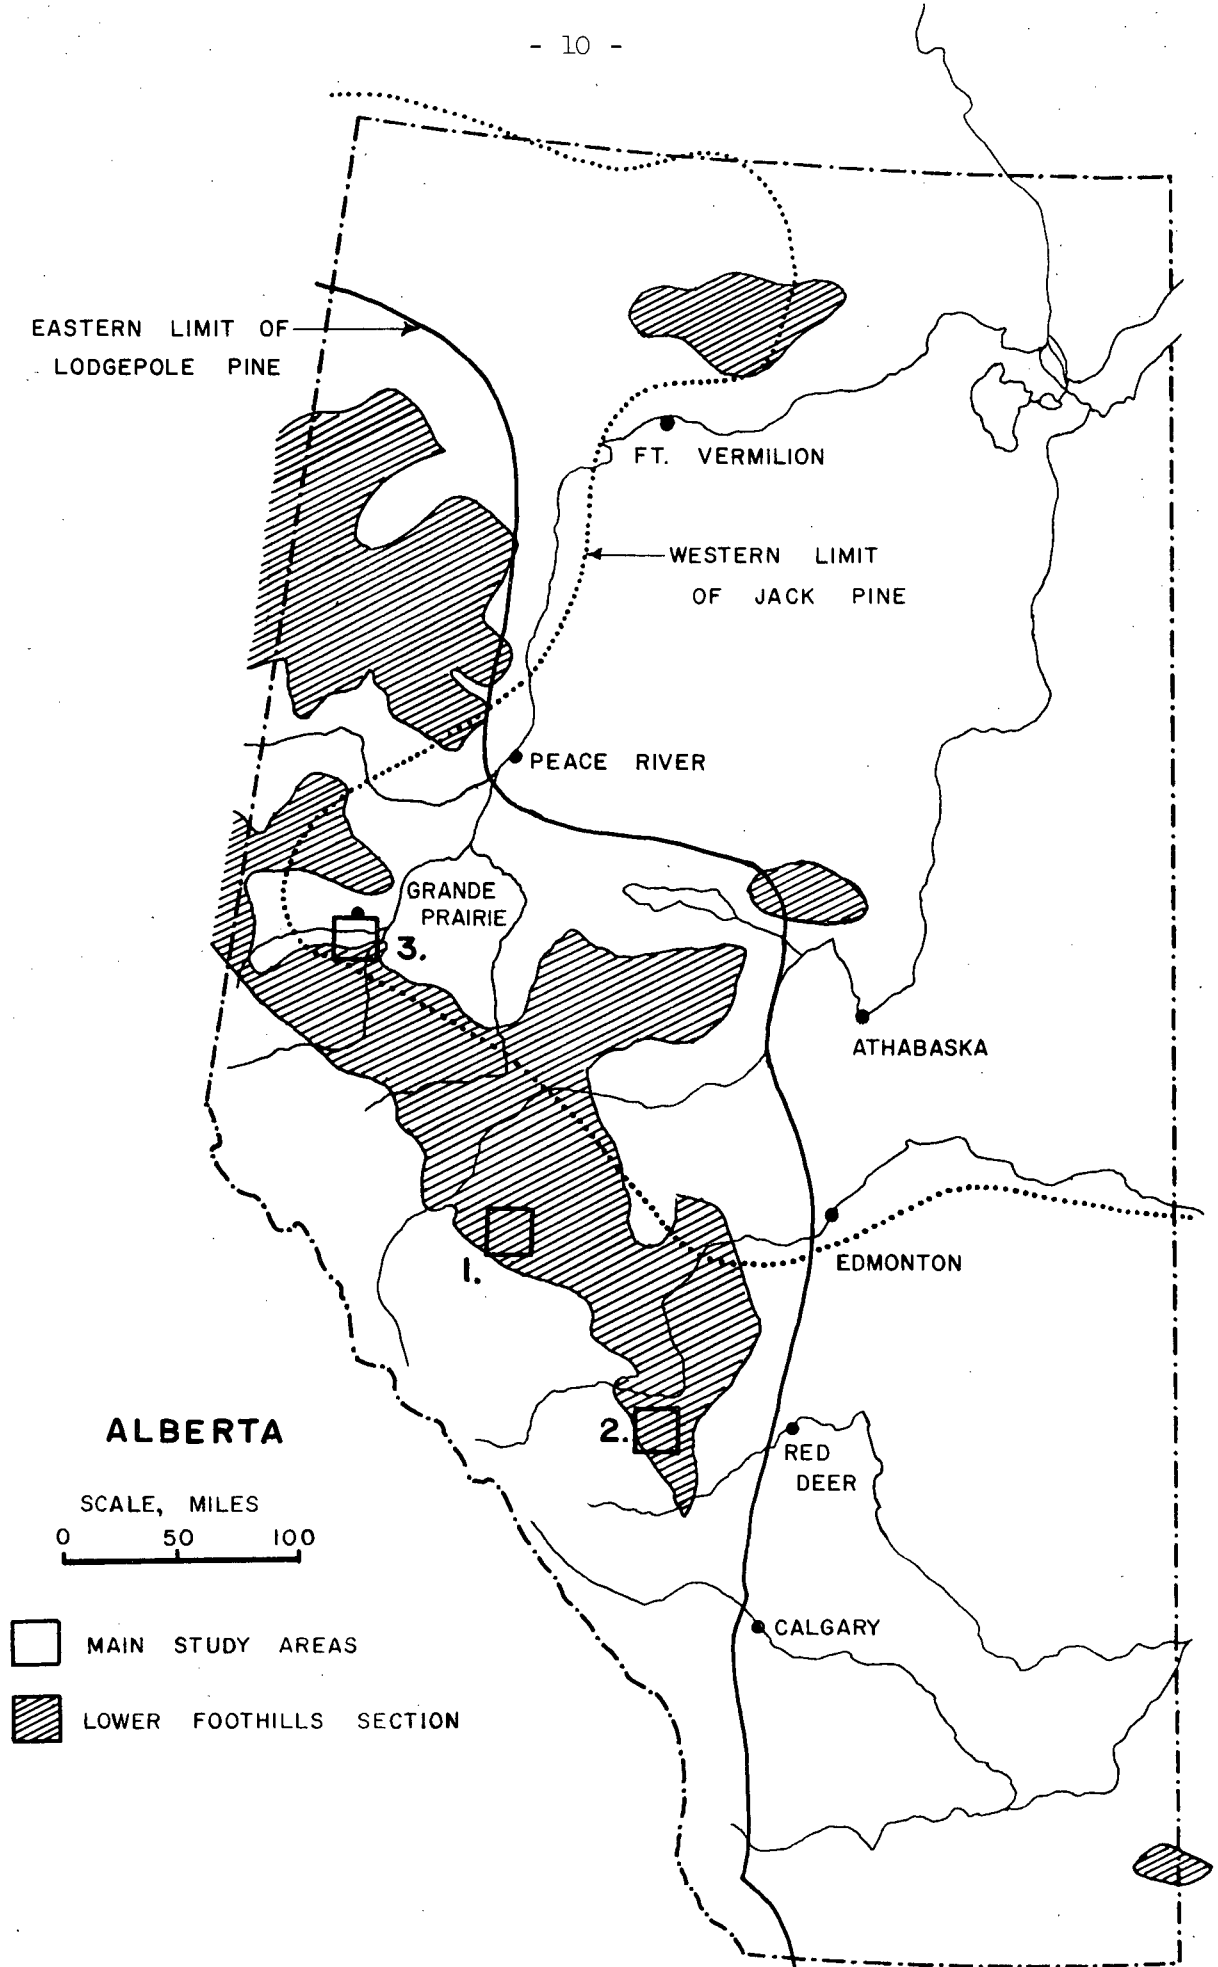 - 10 -
EASTERN LIMIT OF
LODGEPOLE PINE
FT. VERMILION
WESTERN LIMIT
OF JACK PINE
PEACE RIVER
GRANDE
PRAIRIE
3.
ATHABASKA
EDMONTON
1.
2.
RED
DEER
ALBERTA
SCALE, MILES
0 50 100
CALGARY
MAIN STUDY AREAS
LOWER FOOTHILLS SECTION